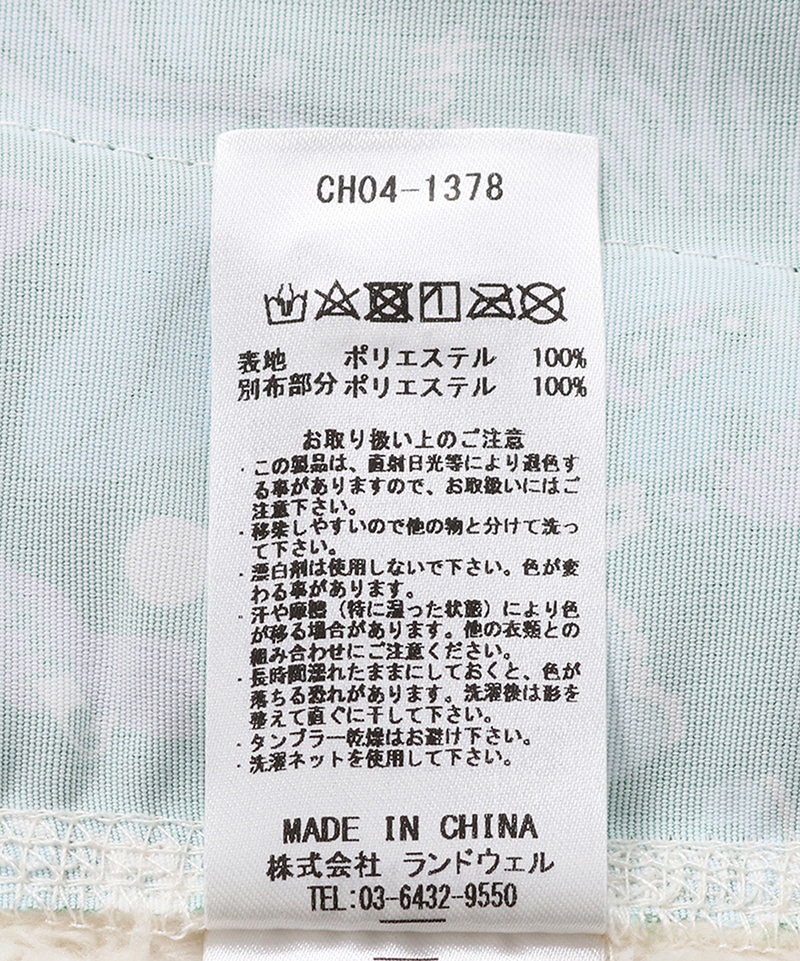 CH04-1378
表地 ポリエステル 100%
別布部分 ポリエステル 100%
お取り扱い上のご注意
・この製品は、直射日光等により退色す
る事がありますので、お取扱いにはご
注意下さい。
・移染しやすいので他の物と分けて洗っ
て下さい。
・漂白剤は使用しないで下さい。色が変
わる事があります。
・汗や摩擦（特に湿った状態）により色
が移る場合があります。他の衣類との
組み合わせにご注意ください。
・長時間濡れたままにしておくと、色が
落ちる恐れがあります。洗濯後は形を
整えて直ぐに干して下さい。
・タンブラー乾燥はお避け下さい。
・洗濯ネットを使用して下さい。
MADE IN CHINA
株式会社 ランドウェル
TEL:03-6432-9550